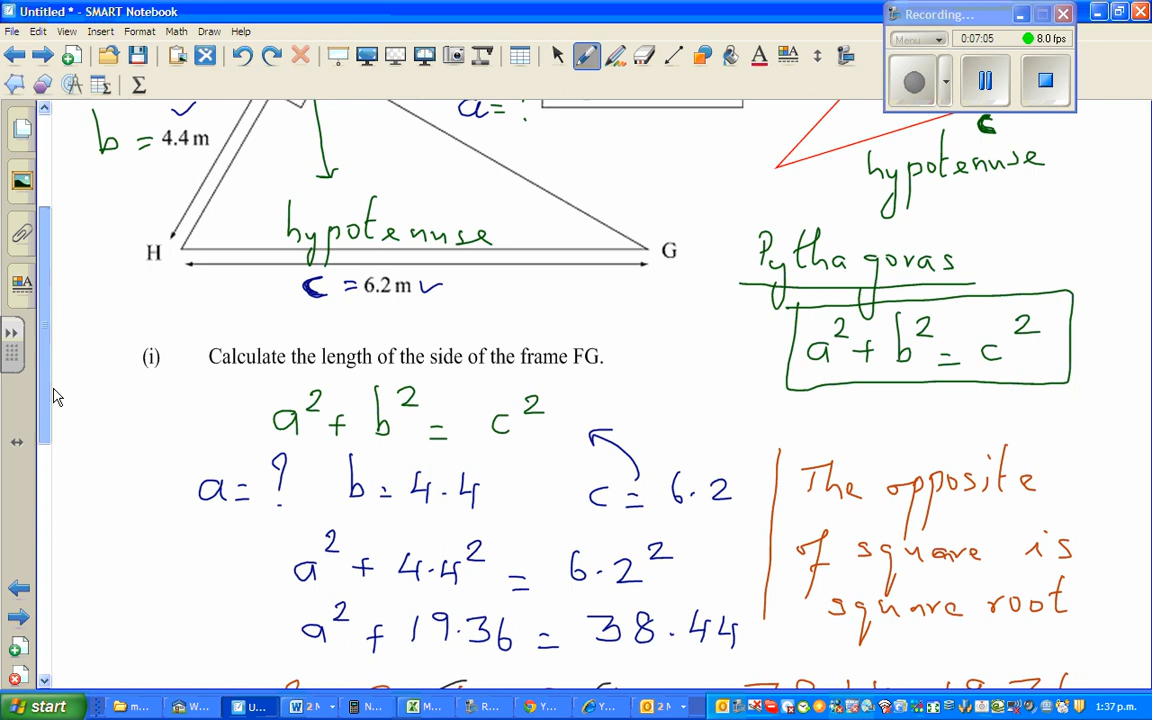 Untitled * - SMART Notebook
Recording...
File Edit View Insert Format Math Draw Help
Menu
0:07:05
8.0 fps
a = ?
b = 4.4 m
c
hypotenuse
hypotenuse
H
G
c = 6.2 m
Pythagoras
a² + b² = c²
(i) Calculate the length of the side of the frame FG.
a² + b² = c²
a = ? b = 4.4 c = 6.2
The opposite
of square is
square root
a² + 4.4² = 6.2²
a² + 19.36 = 38.44
start
m...
W...
U...
2
N...
M...
R...
Y...
Y...
2
1:37 p.m.